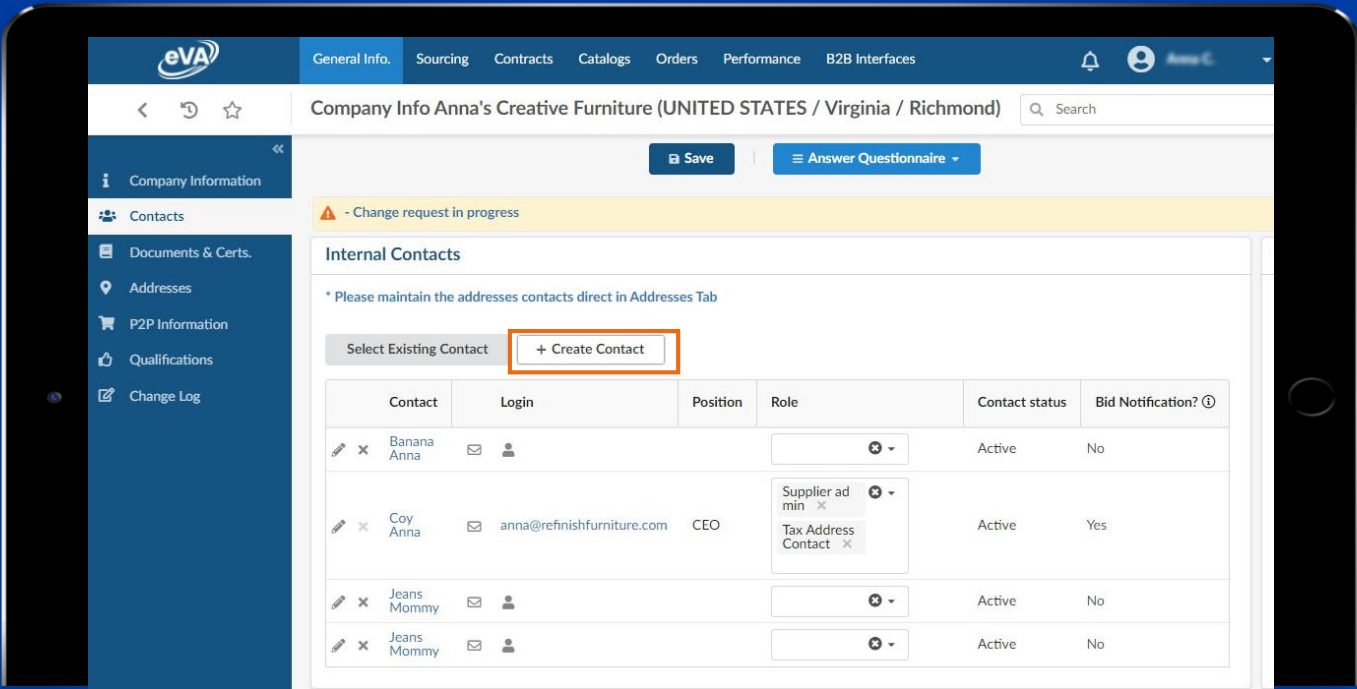 eVA
General Info. Sourcing Contracts Catalogs Orders Performance B2B Interfaces
Company Info Anna's Creative Furniture (UNITED STATES / Virginia / Richmond) Search
Save Answer Questionnaire
Company Information
Contacts
Documents & Certs.
Addresses
P2P Information
Qualifications
Change Log
- Change request in progress
Internal Contacts
* Please maintain the addresses contacts direct in Addresses Tab
Select Existing Contact + Create Contact
Contact Login Position Role Contact status Bid Notification?
Banana
Anna
Active No
Coy
Anna
anna@refinishfurniture.com CEO
Supplier ad
min
Tax Address
Contact
Active Yes
Jeans
Mommy
Active No
Jeans
Mommy
Active No